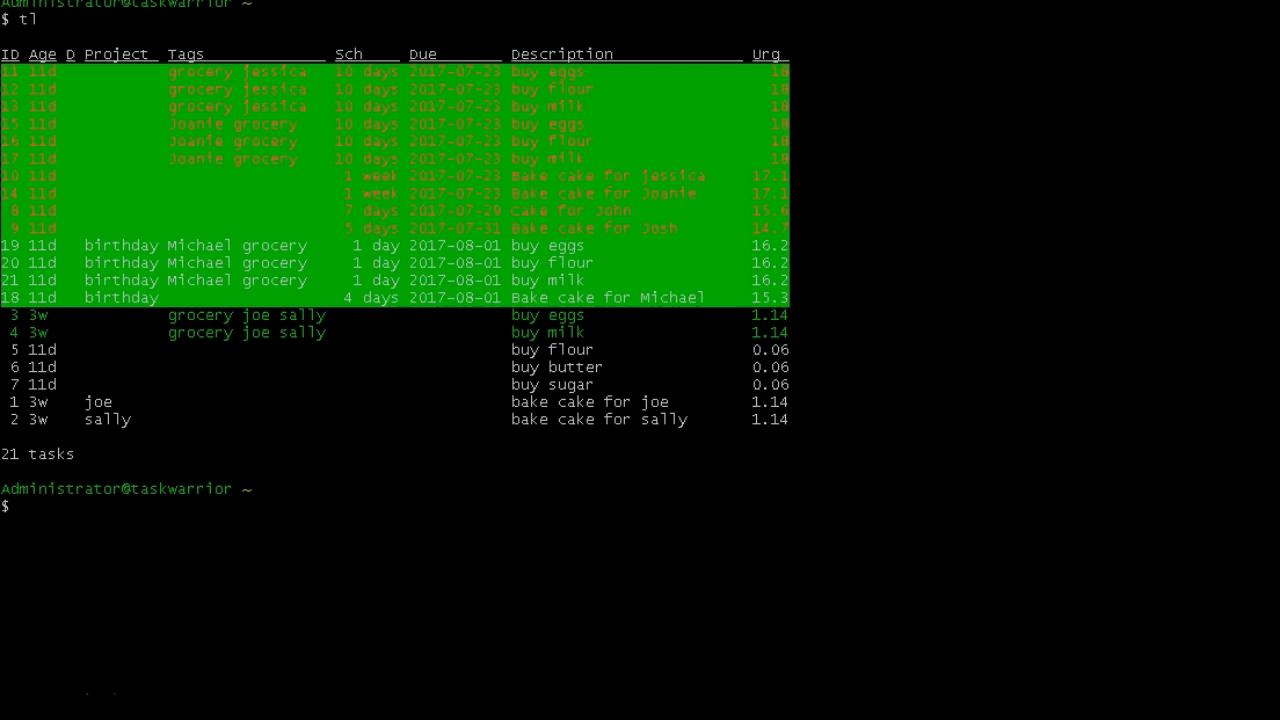 Administrator@taskwarrior ~
$ tl
ID Age D Project Tags Sch Due Description Urg
11 11d grocery jessica 10 days 2017-07-23 buy eggs 18
12 11d grocery jessica 10 days 2017-07-23 buy flour 18
13 11d grocery jessica 10 days 2017-07-23 buy milk 18
15 11d Joanie grocery 10 days 2017-07-23 buy eggs 18
16 11d Joanie grocery 10 days 2017-07-23 buy flour 18
17 11d Joanie grocery 10 days 2017-07-23 buy milk 18
10 11d 1 week 2017-07-23 Bake cake for jessica 17.1
14 11d 1 week 2017-07-23 Bake cake for Joanie 17.1
8 11d 7 days 2017-07-29 Cake for John 15.6
9 11d 5 days 2017-07-31 Bake cake for Josh 14.7
19 11d birthday Michael grocery 1 day 2017-08-01 buy eggs 16.2
20 11d birthday Michael grocery 1 day 2017-08-01 buy flour 16.2
21 11d birthday Michael grocery 1 day 2017-08-01 buy milk 16.2
18 11d birthday 4 days 2017-08-01 Bake cake for Michael 15.3
3 3w grocery joe sally buy eggs 1.14
4 3w grocery joe sally buy milk 1.14
5 11d buy flour 0.06
6 11d buy butter 0.06
7 11d buy sugar 0.06
1 3w joe bake cake for joe 1.14
2 3w sally bake cake for sally 1.14
21 tasks
Administrator@taskwarrior ~
$